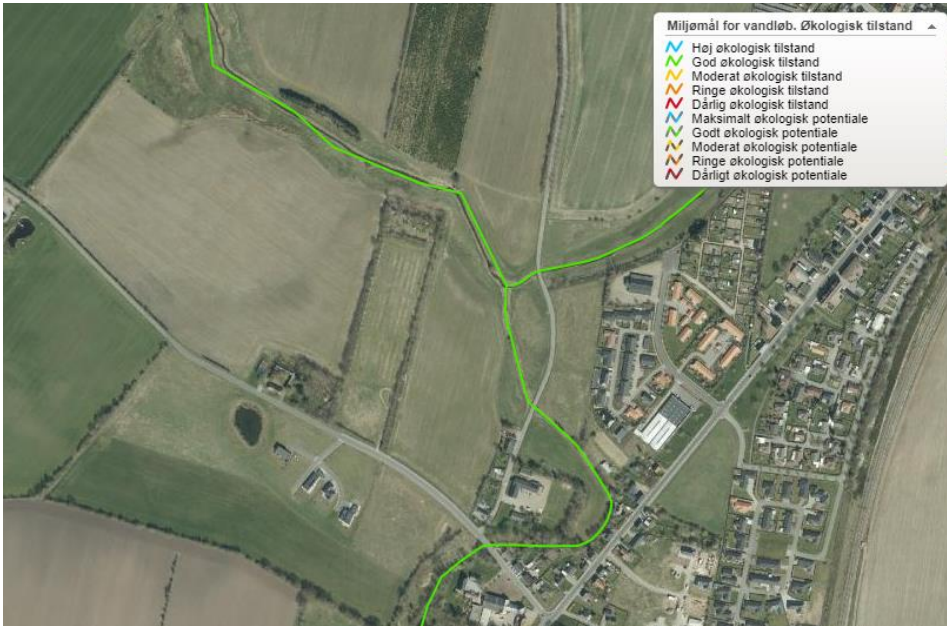 Miljømål for vandløb. Økologisk tilstand
Høj økologisk tilstand
God økologisk tilstand
Moderat økologisk tilstand
Ringe økologisk tilstand
Dårlig økologisk tilstand
Maksimalt økologisk potentiale
Godt økologisk potentiale
Moderat økologisk potentiale
Ringe økologisk potentiale
Dårligt økologisk potentiale